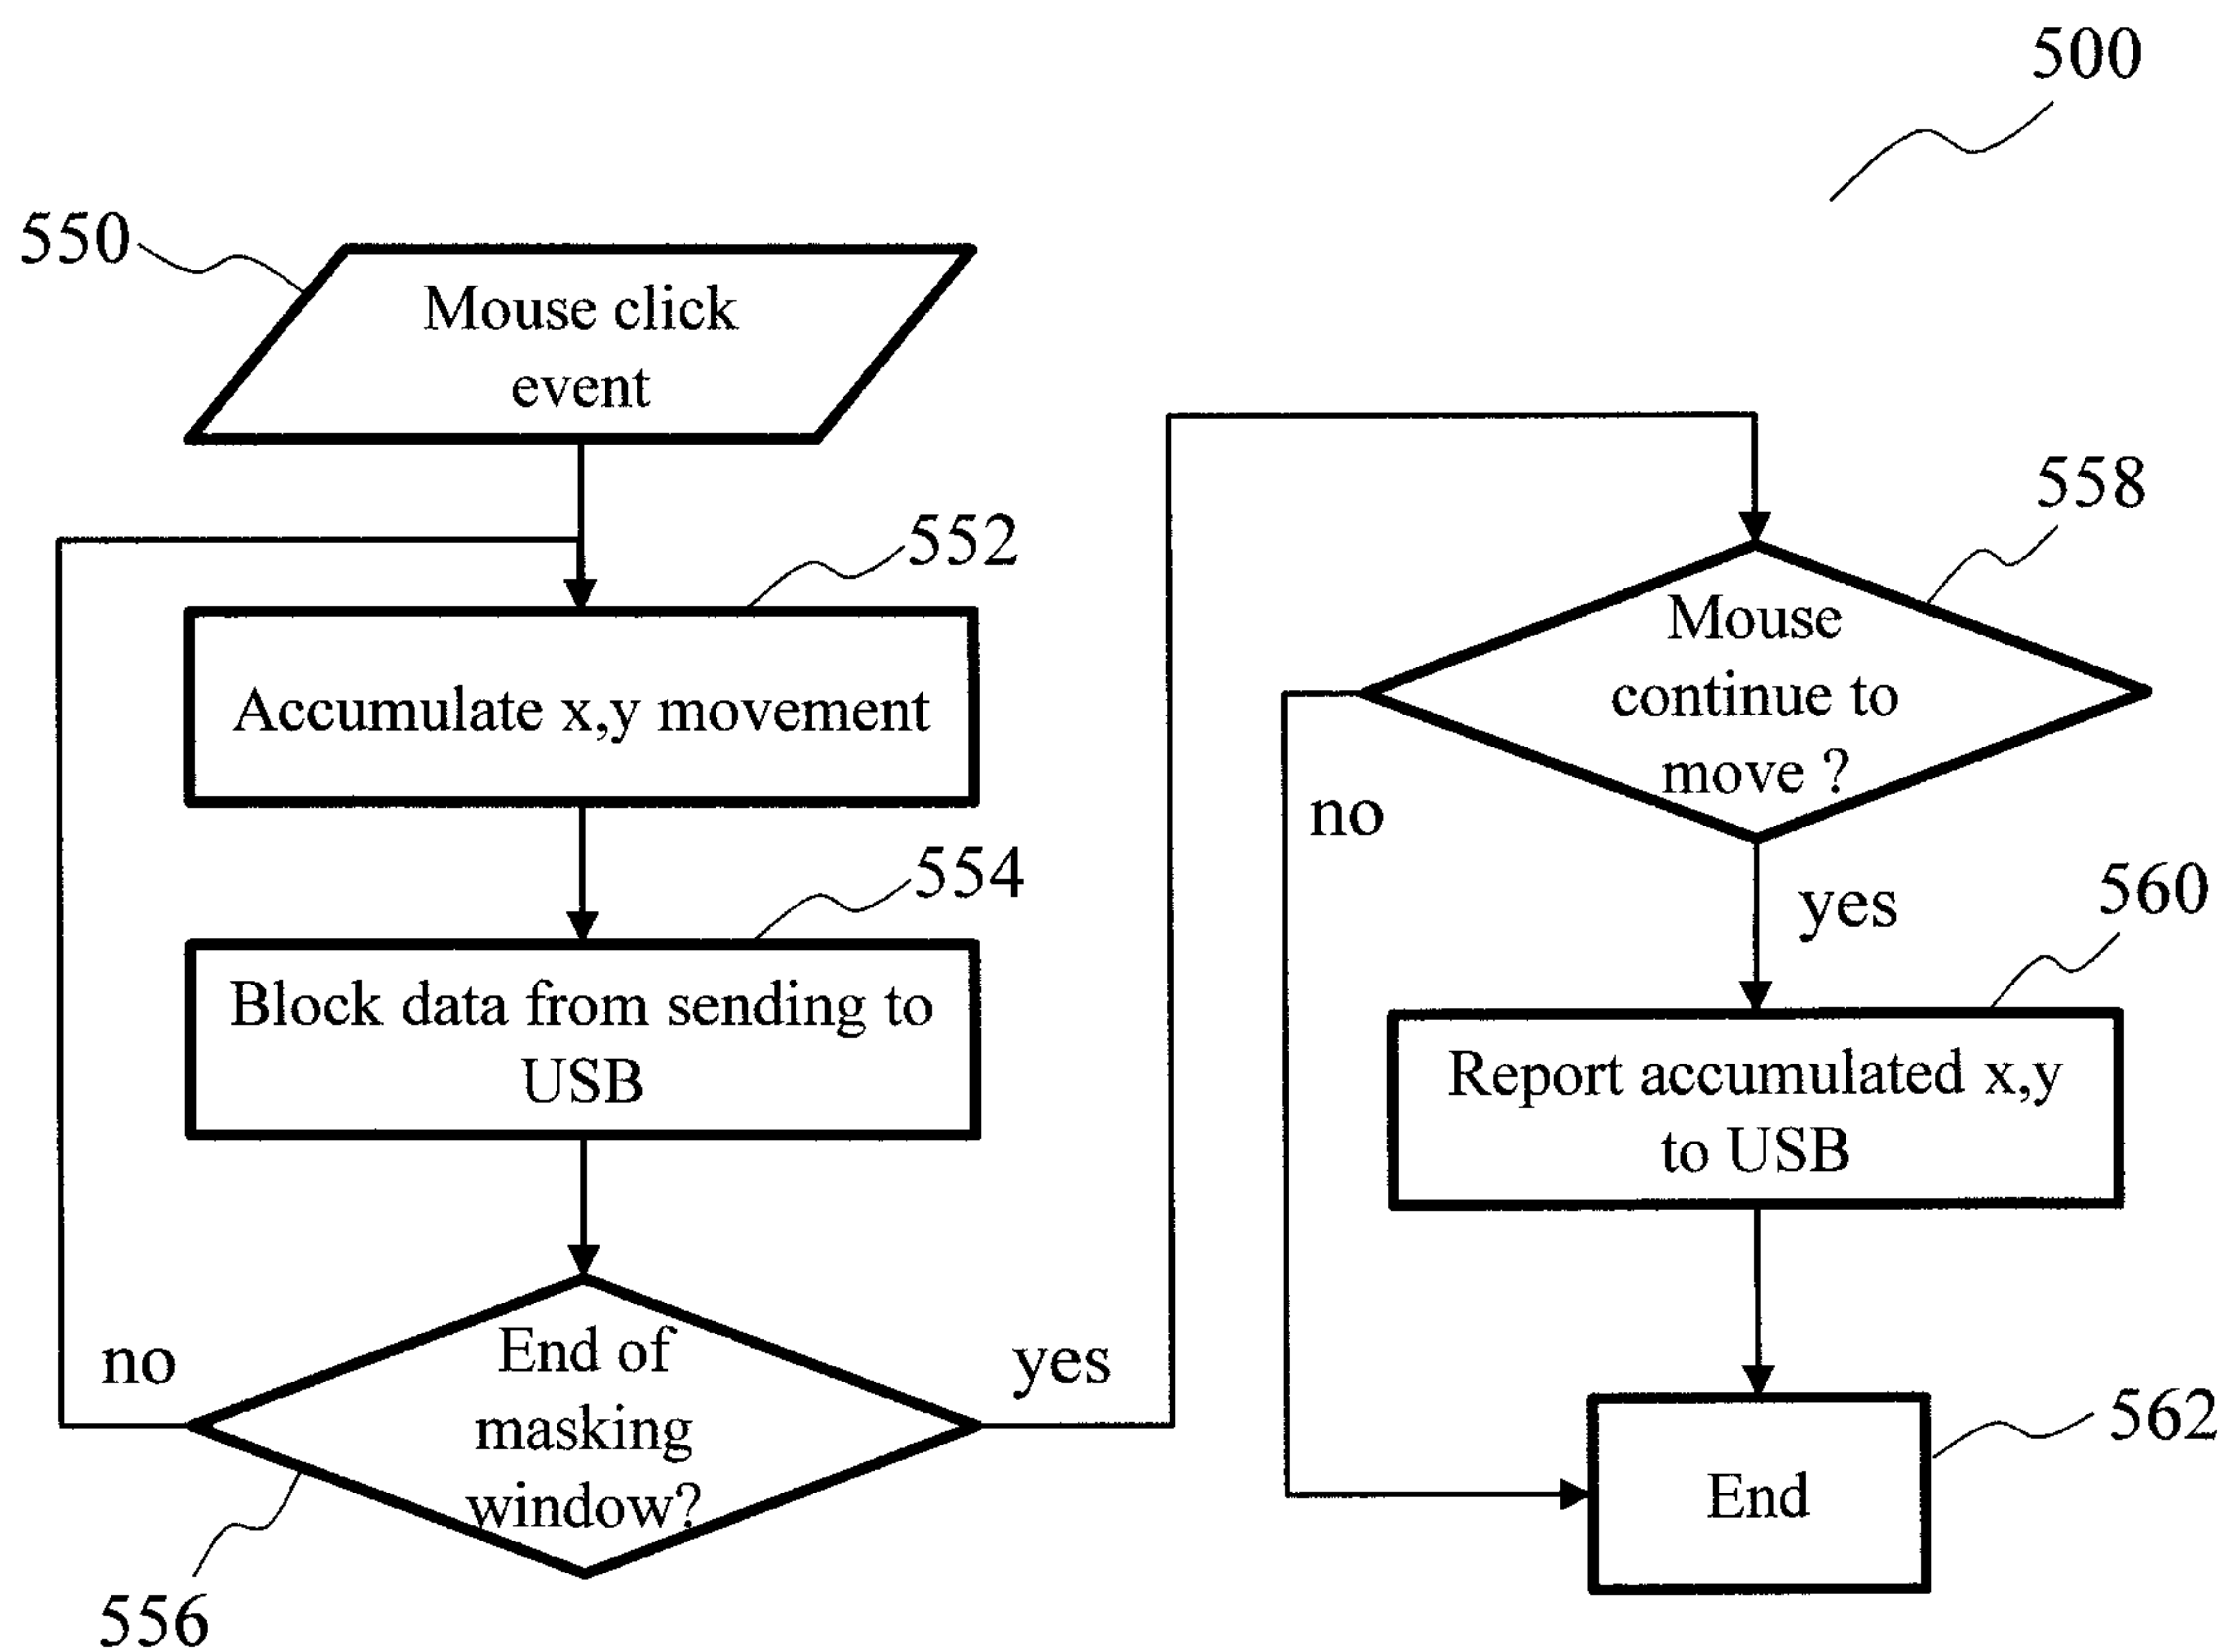 500
550
Mouse click
event
552
Accumulate x,y movement
554
Block data from sending to
USB
no
End of
masking
window?
yes
556
558
Mouse
continue to
move ?
no
yes
560
Report accumulated x,y
to USB
562
End